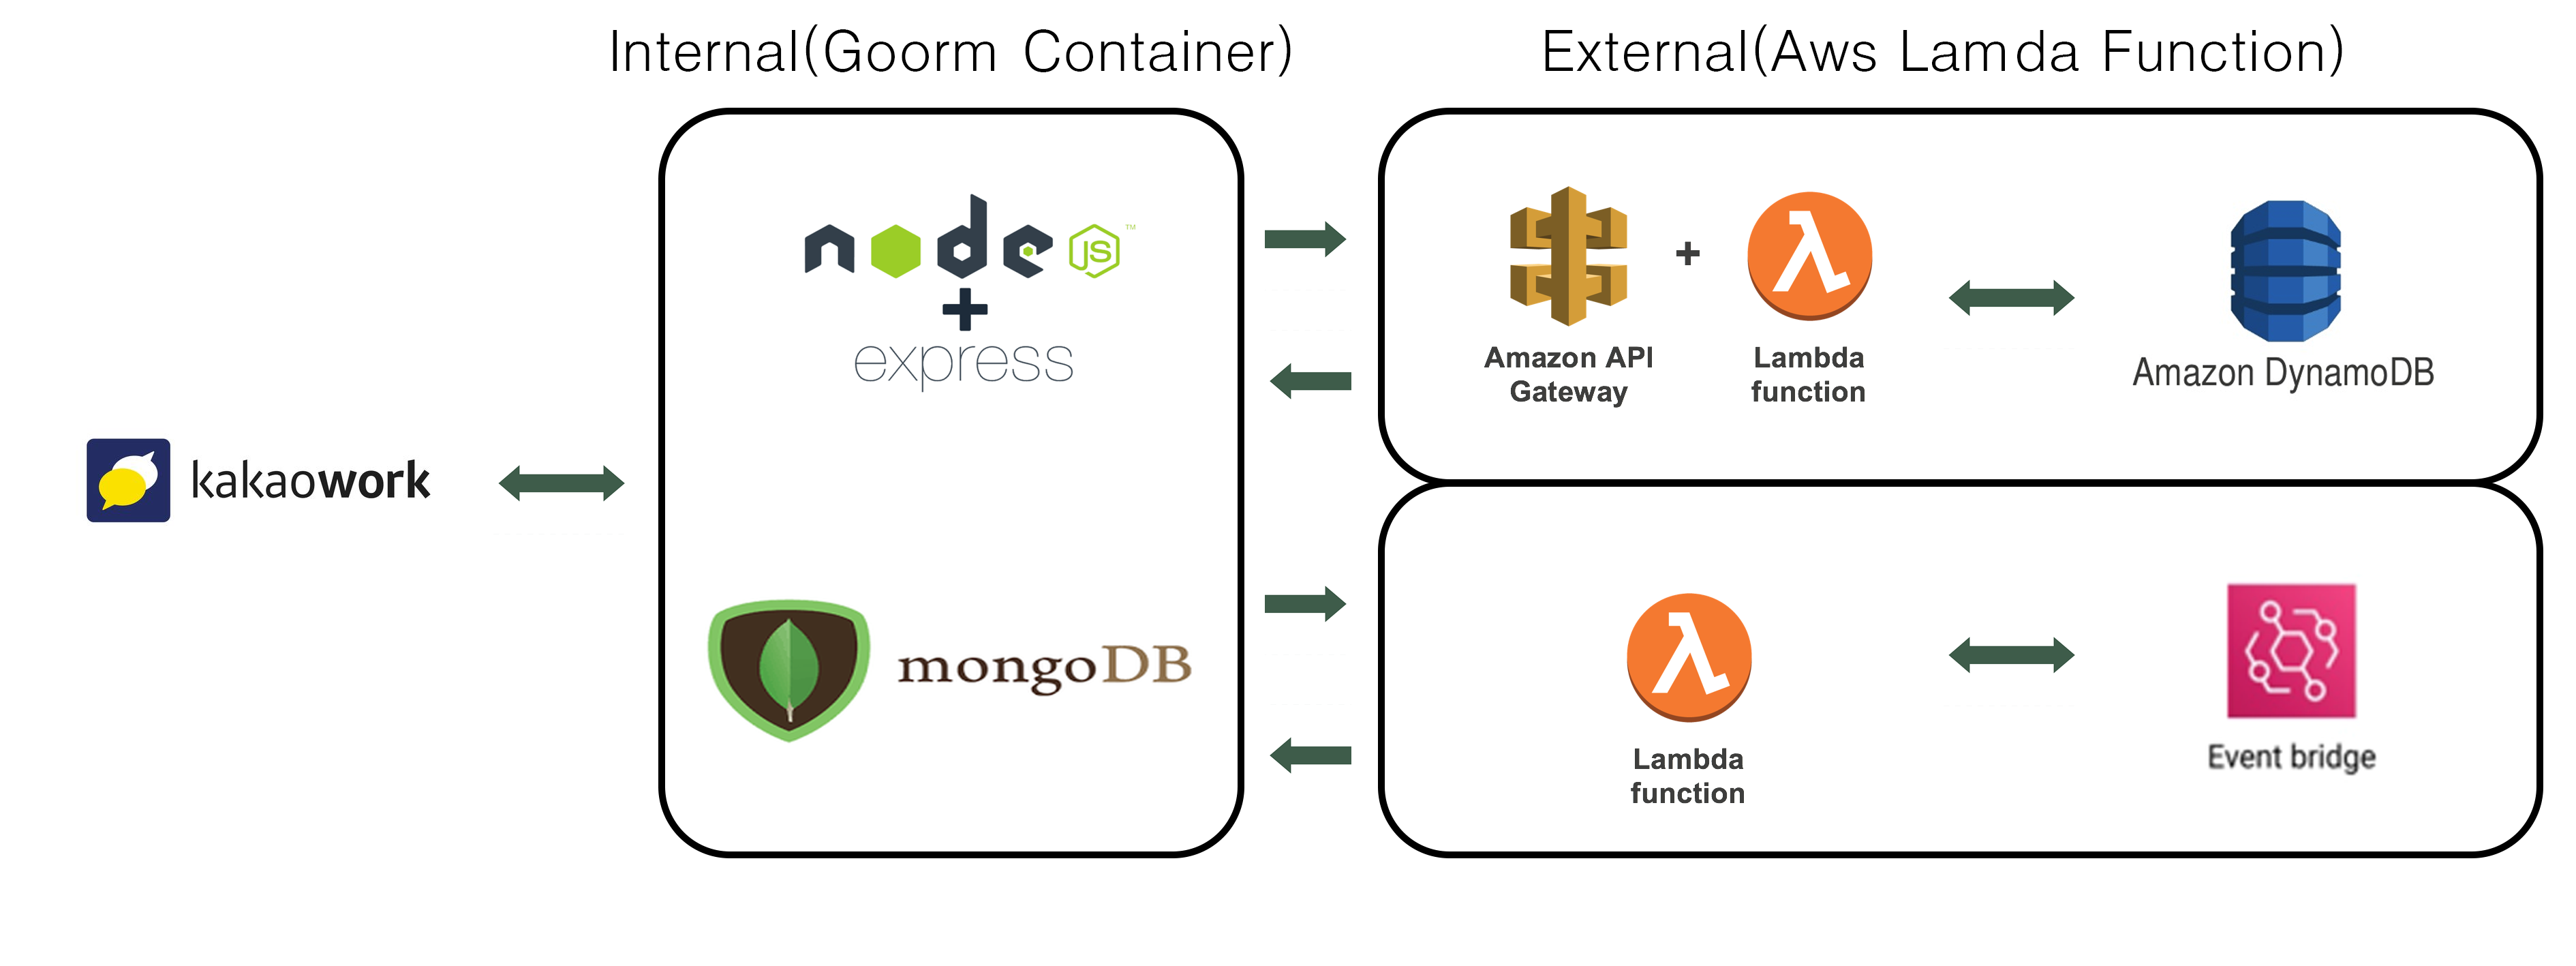 Internal(Goorm Container)
External(Aws Lamda Function)
node
JS
TM
+
express
+
Amazon API
Gateway
Lambda
function
Amazon DynamoDB
kakaowork
mongoDB
Lambda
function
Event bridge